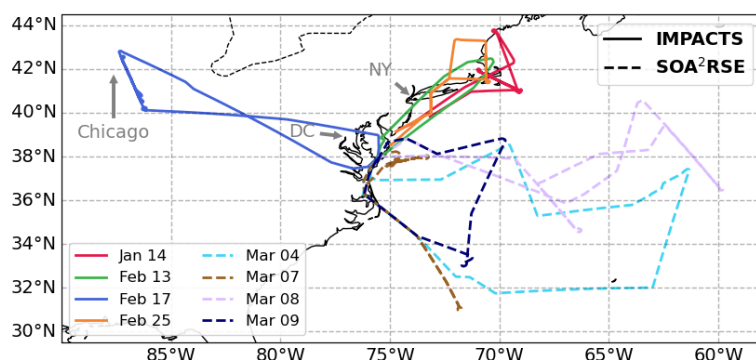 44°N
42°N
40°N
38°N
36°N
34°N
32°N
30°N
IMPACTS
SOA²RSE
NY
Chicago
DC
Jan 14
Feb 13
Feb 17
Feb 25
Mar 04
Mar 07
Mar 08
Mar 09
85°W
80°W
75°W
70°W
65°W
60°W